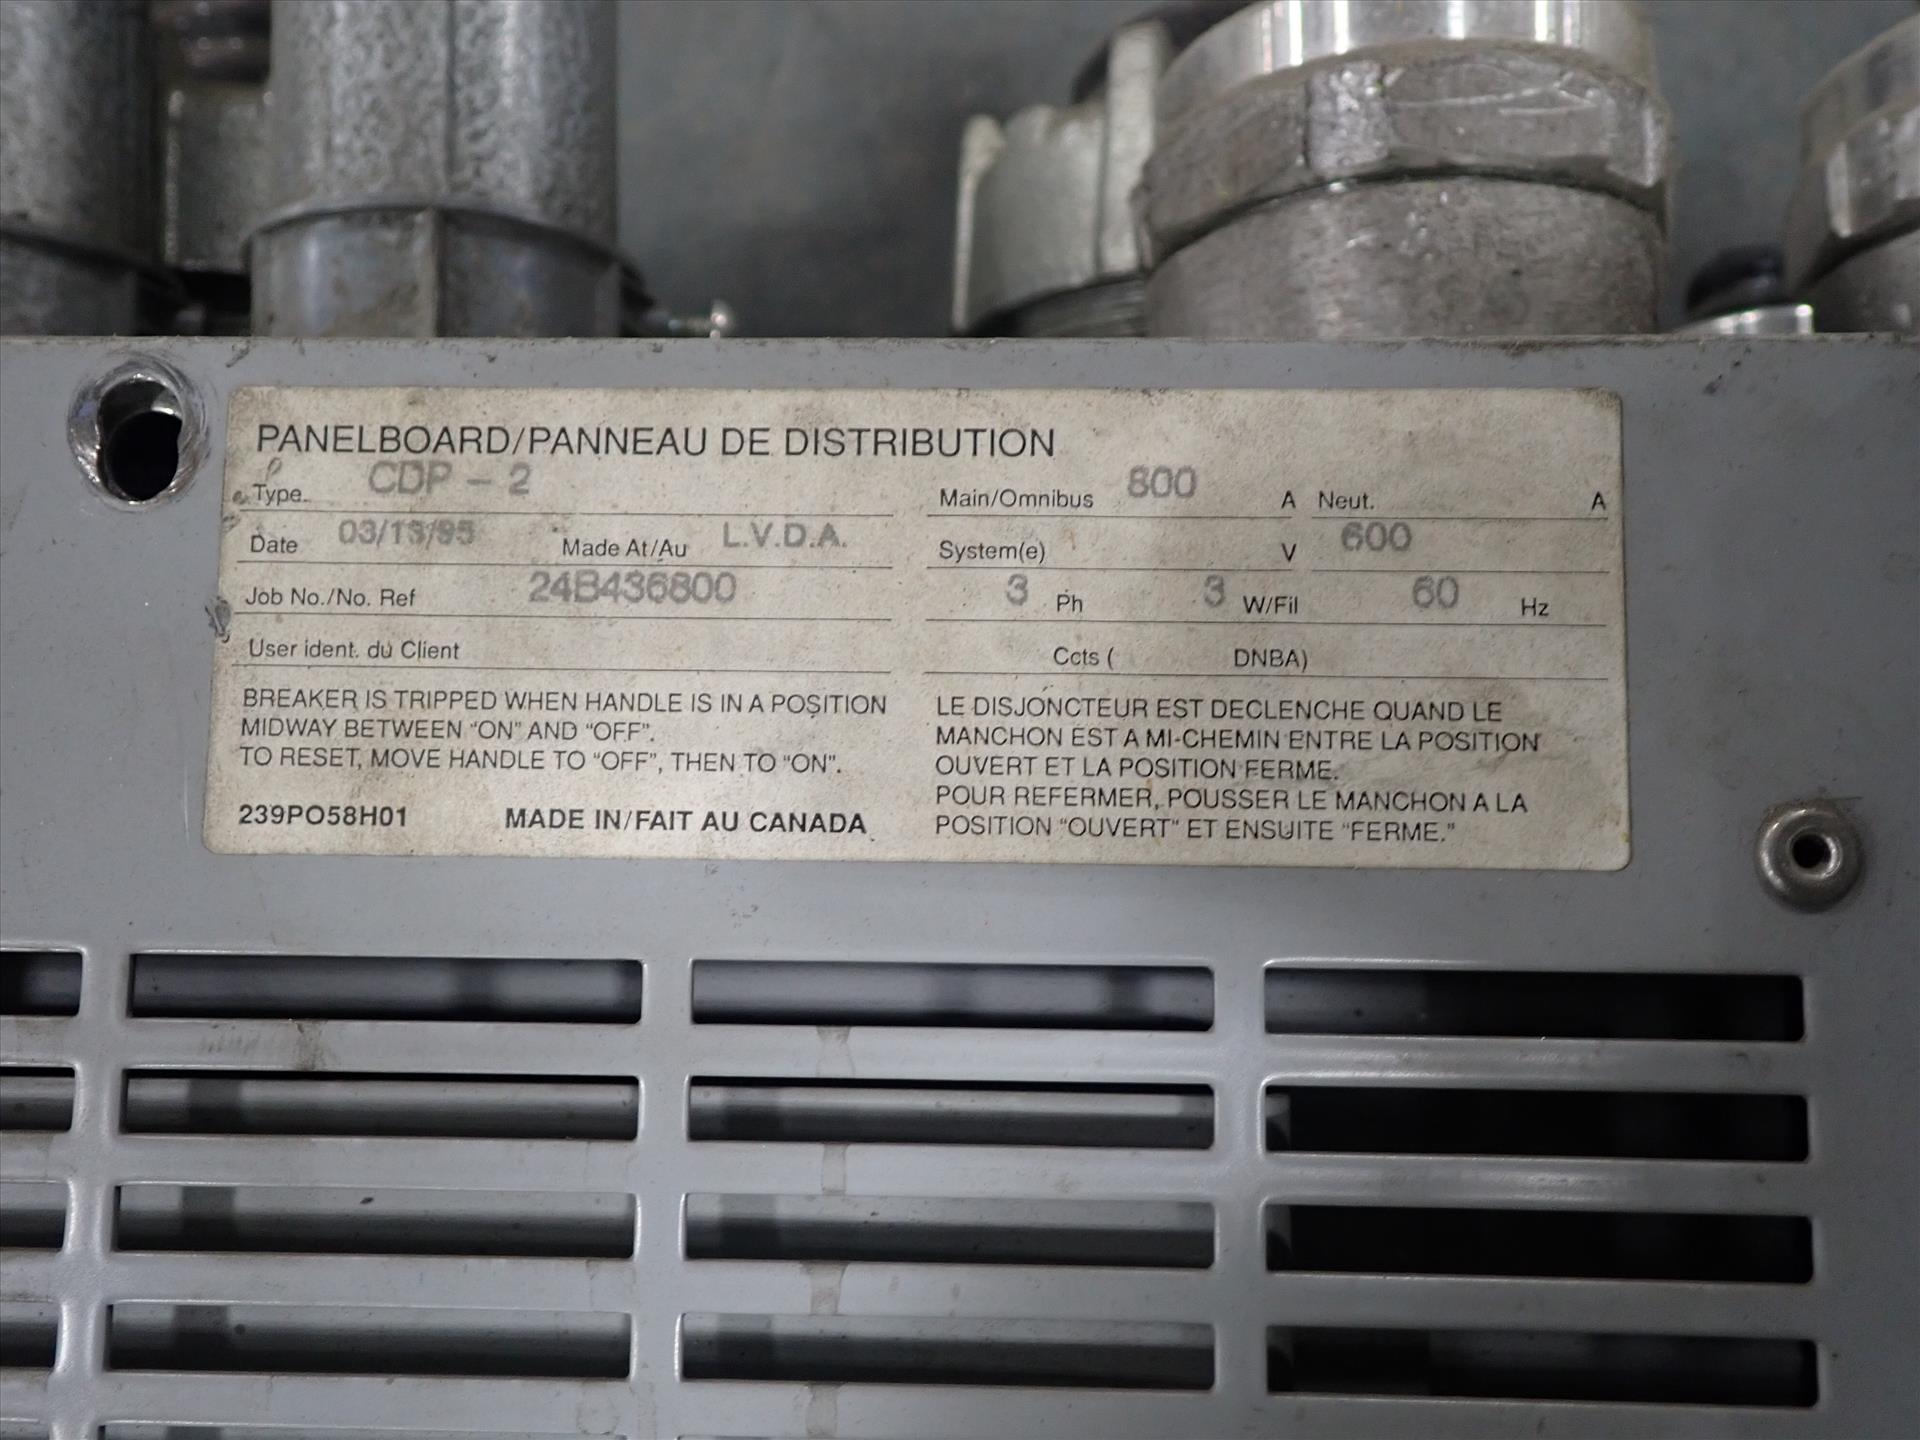 PANELBOARD/PANNEAU DE DISTRIBUTION
Type. CDP - 2
Date Made At/Au L.V.D.A.
Job No./No. Ref 24B436800
User ident. du Client
BREAKER IS TRIPPED WHEN HANDLE IS IN A POSITION
MIDWAY BETWEEN "ON" AND "OFF".
TO RESET, MOVE HANDLE TO "OFF", THEN TO "ON".
239PO58H01 MADE IN/FAIT AU CANADA
Main/Omnibus 800 A Neut. A
System(e) V 600
3 Ph 3 W/Fil 60 Hz
Ccts ( DNBA)
LE DISJONCTEUR EST DECLENCHE QUAND LE
MANCHON EST A MI-CHEMIN ENTRE LA POSITION
OUVERT ET LA POSITION FERME.
POUR REFERMER, POUSSER LE MANCHON A LA
POSITION "OUVERT" ET ENSUITE "FERME."